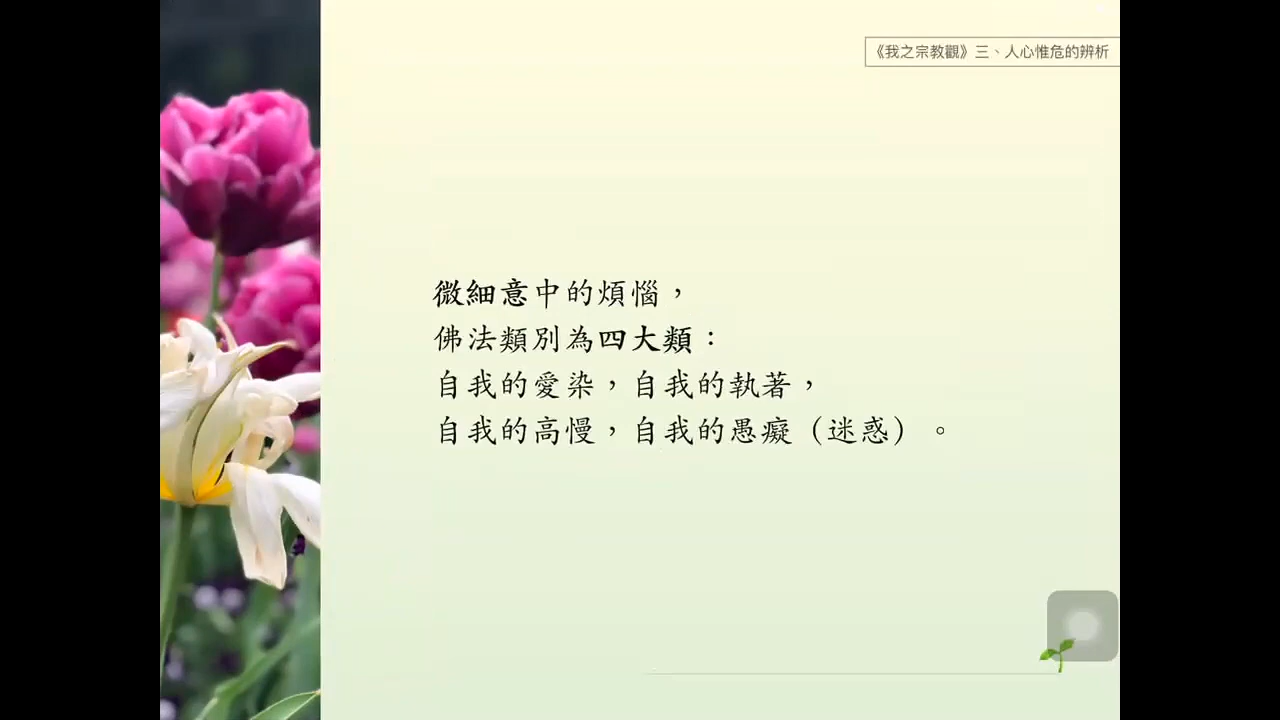 《我之宗教觀》三、人心惟危的辨析
微細意中的煩惱，
佛法類別為四大類：
自我的愛染，自我的執著，
自我的高慢，自我的愚癡（迷惑）。